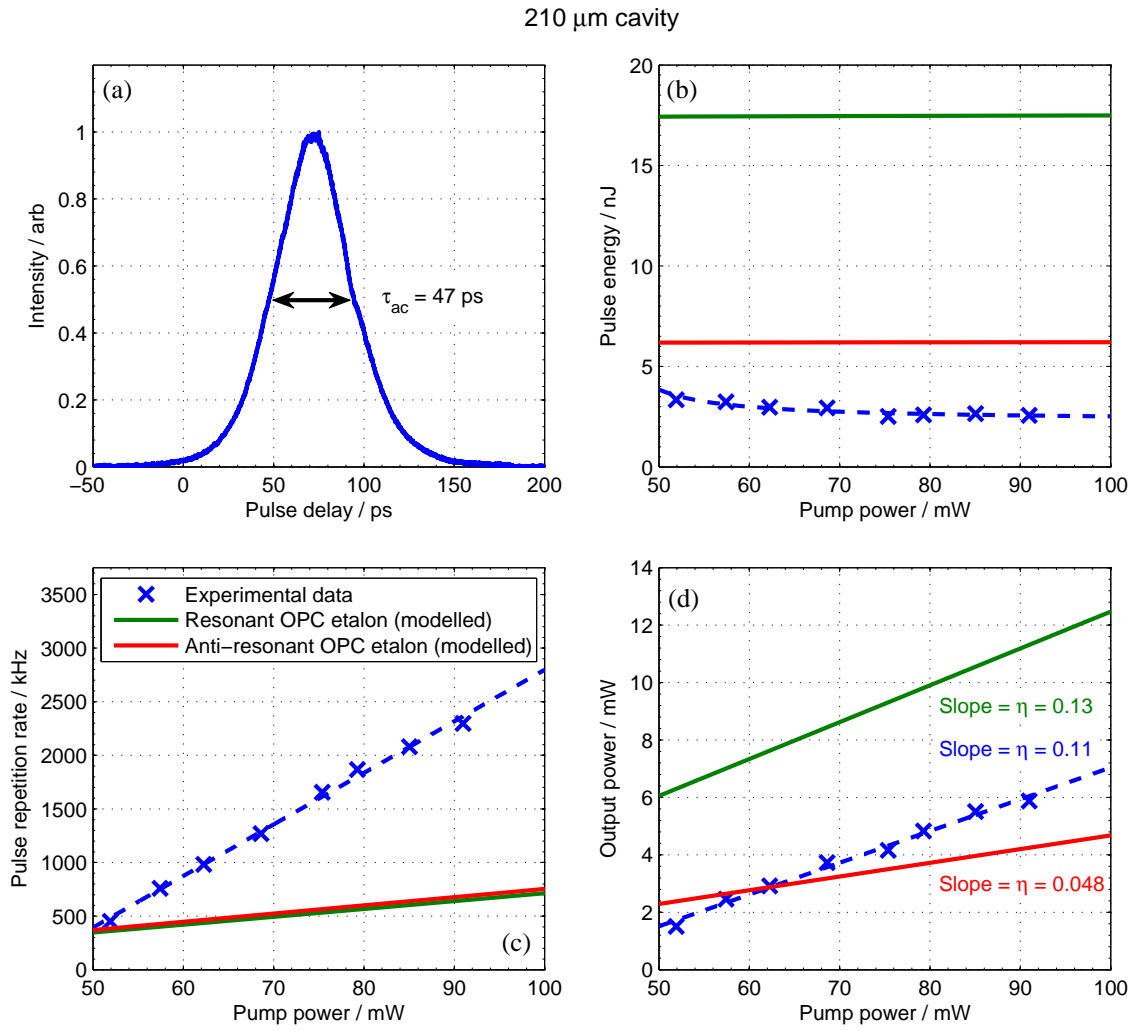 210 μm cavity
(a)
Intensity / arb
1
0.8
0.6
0.4
0.2
0
τac = 47 ps
−50
0
50
100
150
200
Pulse delay / ps
(b)
Pulse energy / nJ
20
15
10
5
0
50
60
70
80
90
100
Pump power / mW
Pulse repetition rate / kHz
3500
3000
2500
2000
1500
1000
500
0
Experimental data
Resonant OPC etalon (modelled)
Anti−resonant OPC etalon (modelled)
(c)
50
60
70
80
90
100
Pump power / mW
(d)
Output power / mW
14
12
10
8
6
4
2
0
Slope = η = 0.13
Slope = η = 0.11
Slope = η = 0.048
50
60
70
80
90
100
Pump power / mW